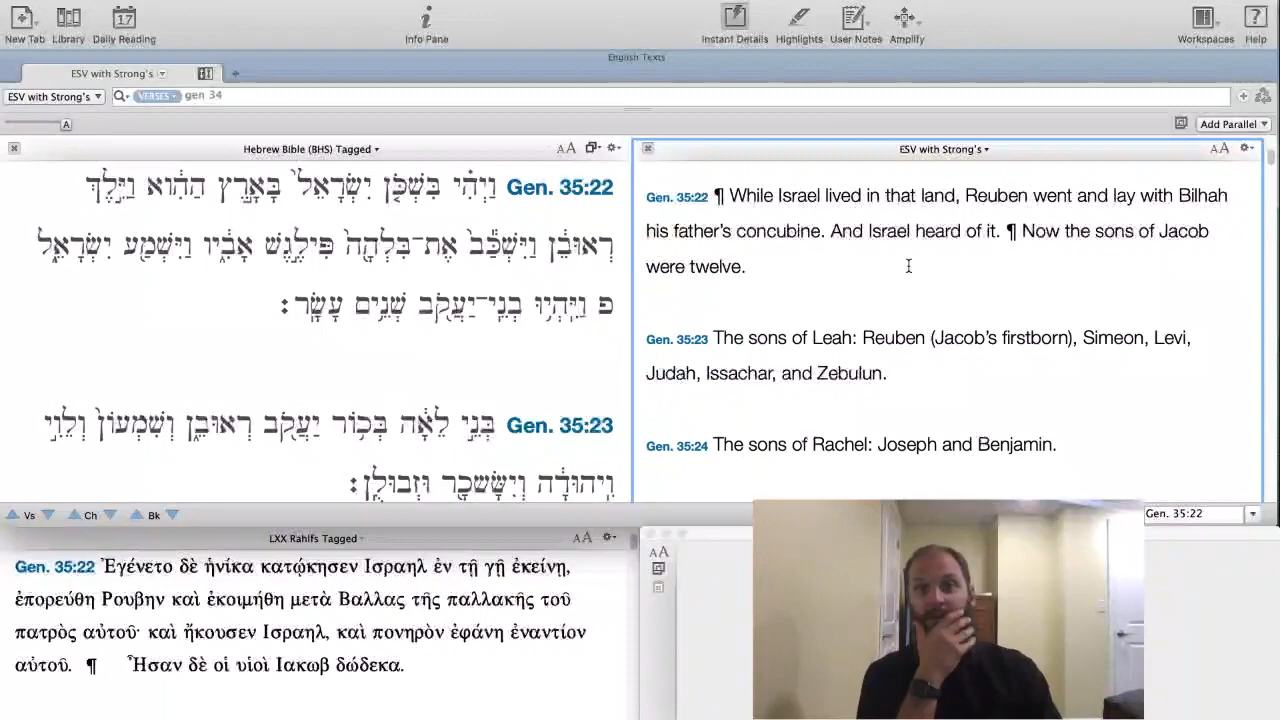 New Tab Library Daily Reading Info Pane Instant Details Highlights User Notes Amplify Workspaces Help
17
English Texts
ESV with Strong's
ESV with Strong's VERSES gen 34
A Add Parallel
Hebrew Bible (BHS) Tagged AA
Gen. 35:22 וַיְהִ֗י בִּשְׁכֹּ֤ן יִשְׂרָאֵל֙ בָּאָ֣רֶץ הַהִ֔וא וַיֵּ֣לֶךְ
רְאוּבֵ֔ן וַיִּשְׁכַּ֕ב֙ אֶת־בִּלְהָ֖ה֙ פִּילֶ֣גֶשׁ אָבִ֑֔יו וַיִּשְׁמַ֖ע יִשְׂרָאֵ֑ל
פ וַיִּֽהְי֥וּ בְנֵֽי־יַעֲקֹ֖ב שְׁנֵ֥ים עָשָֽׂר׃
Gen. 35:23 בְּנֵ֣י לֵאָ֔ה בְּכ֥וֹר יַעֲקֹ֖ב רְאוּבֵ֑ן וְשִׁמְעוֹן֙ וְלֵוִ֣י
וִֽיהוּדָ֔ה וְיִשָּׂשכָ֖ר וּזְבוּלֻֽן׃
ESV with Strong's AA
Gen. 35:22 ¶ While Israel lived in that land, Reuben went and lay with Bilhah
his father's concubine. And Israel heard of it. ¶ Now the sons of Jacob
were twelve.
Gen. 35:23 The sons of Leah: Reuben (Jacob's firstborn), Simeon, Levi,
Judah, Issachar, and Zebulun.
Gen. 35:24 The sons of Rachel: Joseph and Benjamin.
Vs Ch Bk Gen. 35:22
LXX Rahlfs Tagged AA
Gen. 35:22 Ἐγένετο δὲ ἡνίκα κατῴκησεν Ισραηλ ἐν τῇ γῇ ἐκείνῃ,
ἐπορεύθη Ρουβην καὶ ἐκοιμήθη μετὰ Βαλλας τῆς παλλακῆς τοῦ
πατρὸς αὐτοῦ· καὶ ἤκουσεν Ισραηλ, καὶ πονηρὸν ἐφάνη ἐναντίον
αὐτοῦ. ¶ Ἦσαν δὲ οἱ υἱοὶ Ιακωβ δώδεκα.
AA